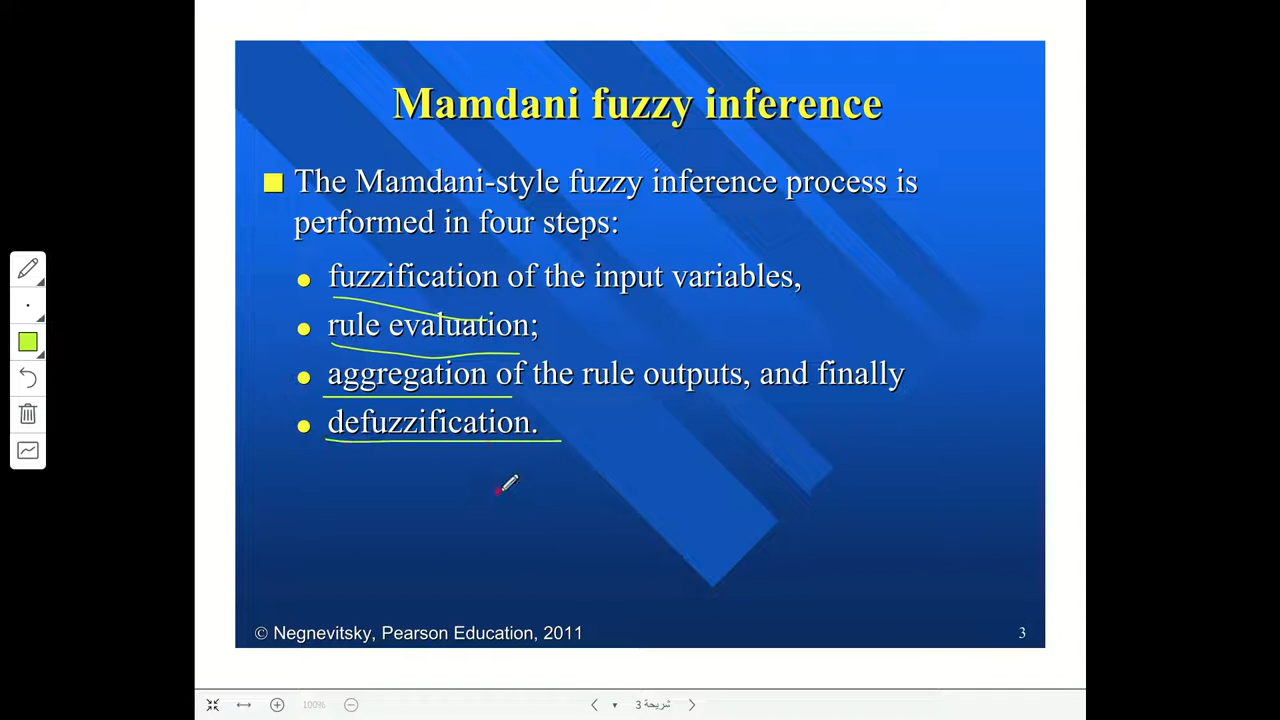 Mamdani fuzzy inference
The Mamdani-style fuzzy inference process is
performed in four steps:
fuzzification of the input variables,
rule evaluation;
aggregation of the rule outputs, and finally
defuzzification.
© Negnevitsky, Pearson Education, 2011
3
100%
شريحة 3